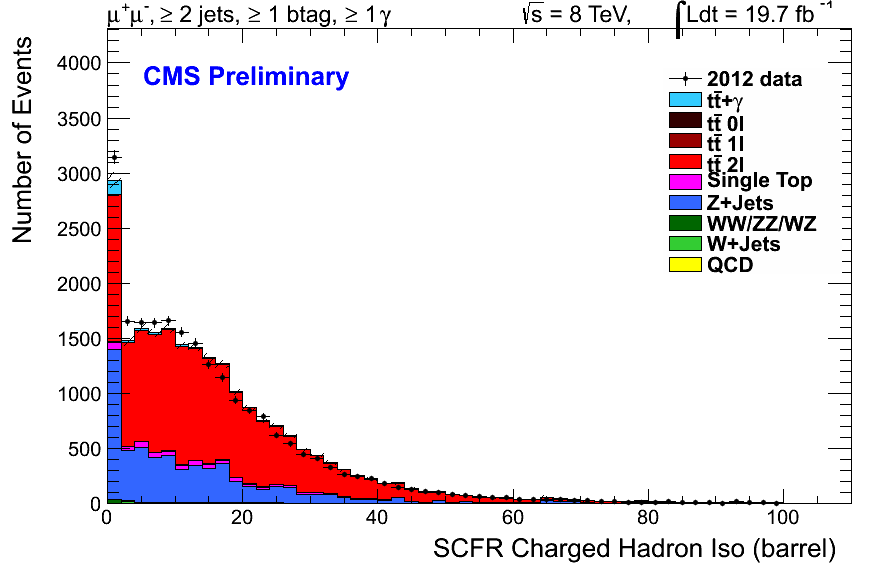 μ⁺μ⁻, ≥ 2 jets, ≥ 1 btag, ≥ 1 γ
√s = 8 TeV, ∫Ldt = 19.7 fb⁻¹
CMS Preliminary
2012 data
tt̄+γ
tt̄ 0l
tt̄ 1l
tt̄ 2l
Single Top
Z+Jets
WW/ZZ/WZ
W+Jets
QCD
Number of Events
4000
3500
3000
2500
2000
1500
1000
500
0
0 20 40 60 80 100
SCFR Charged Hadron Iso (barrel)